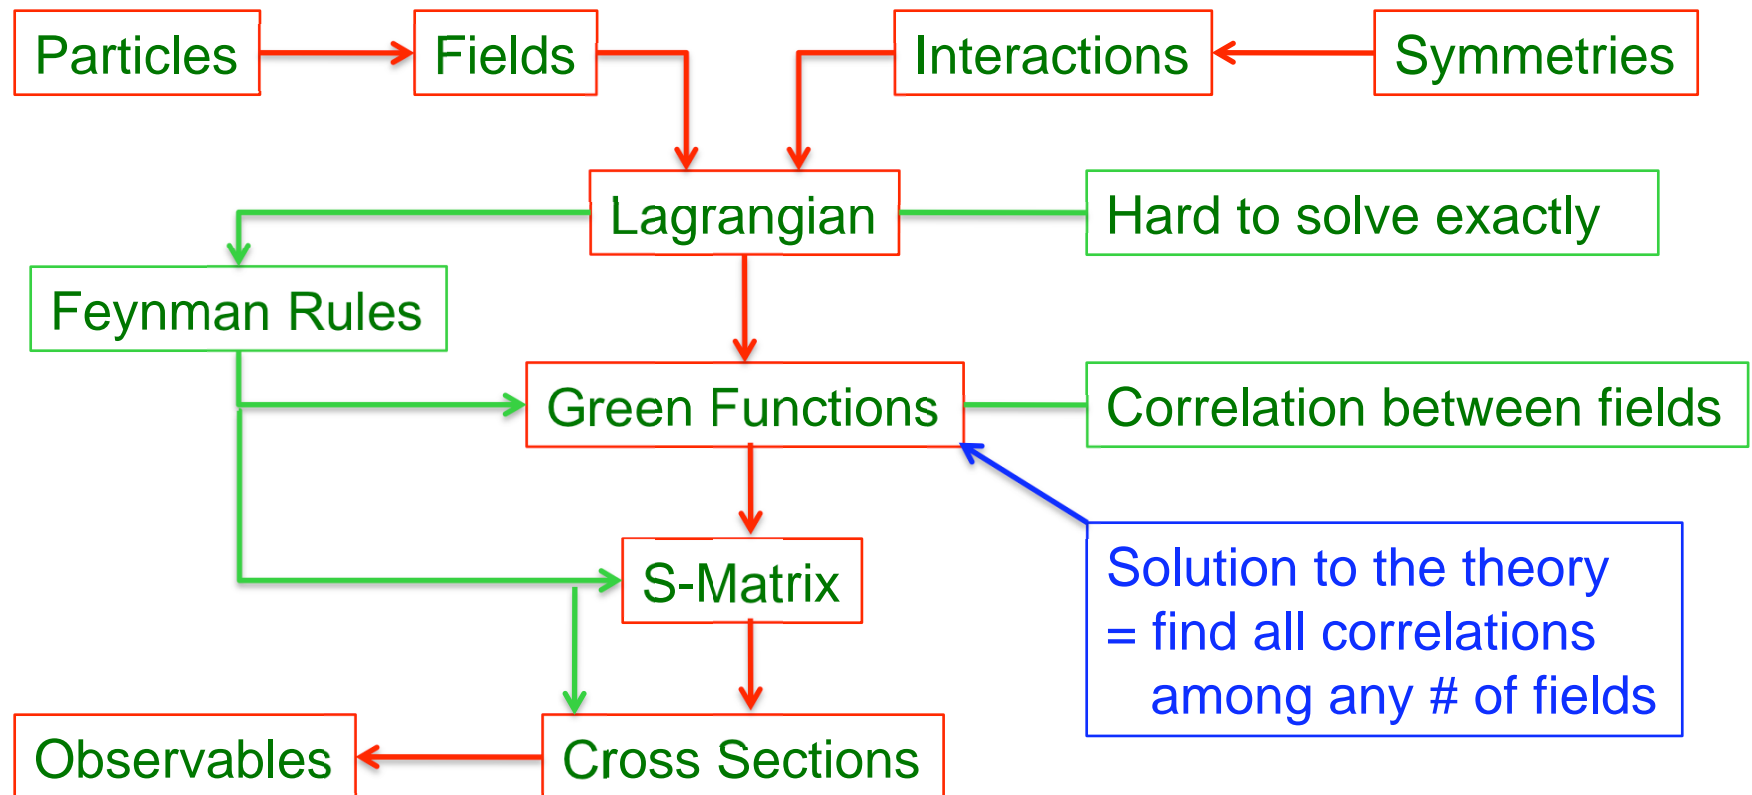 Particles
Fields
Interactions
Symmetries
Lagrangian
Hard to solve exactly
Feynman Rules
Green Functions
Correlation between fields
S-Matrix
Solution to the theory
= find all correlations
among any # of fields
Observables
Cross Sections